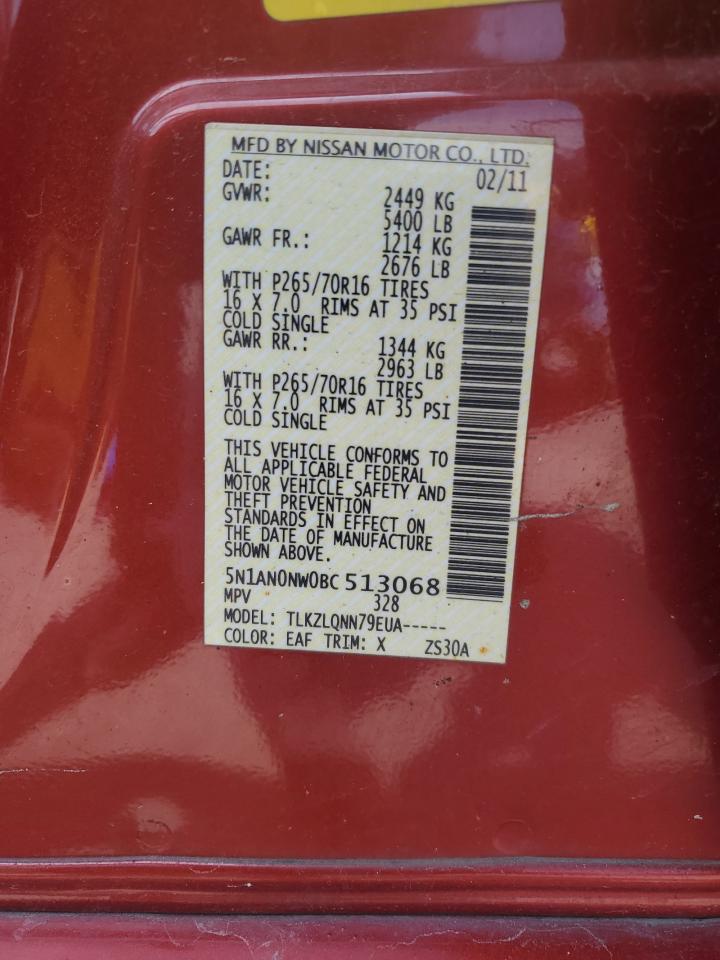 MFD BY NISSAN MOTOR CO., LTD.
DATE: 02/11
GVWR: 2449 KG
5400 LB
GAWR FR.: 1214 KG
2676 LB
WITH P265/70R16 TIRES
16 X 7.0 RIMS AT 35 PSI
COLD SINGLE
GAWR RR.: 1344 KG
2963 LB
WITH P265/70R16 TIRES
16 X 7.0 RIMS AT 35 PSI
COLD SINGLE
THIS VEHICLE CONFORMS TO
ALL APPLICABLE FEDERAL
MOTOR VEHICLE SAFETY AND
THEFT PREVENTION
STANDARDS IN EFFECT ON
THE DATE OF MANUFACTURE
SHOWN ABOVE.
5N1AN0NW0BC 513068
MPV 328
MODEL: TLKZLQNN79EUA-----
COLOR: EAF TRIM: X ZS30A